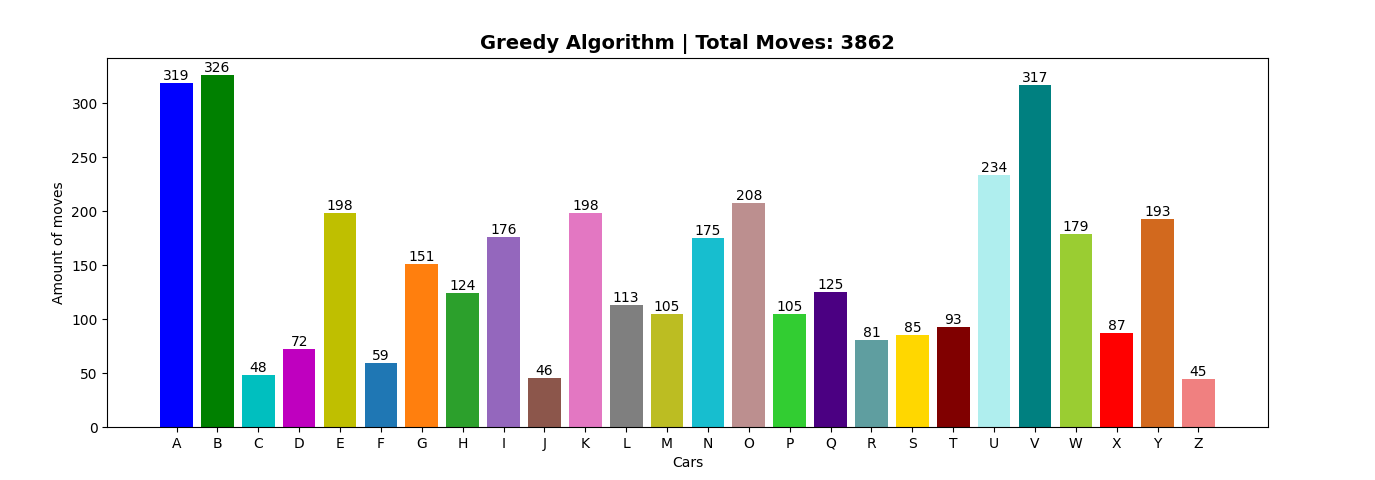 Greedy Algorithm | Total Moves: 3862
Amount of moves
300
250
200
150
100
50
0
319 326 48 72 198 59 151 124 176 46 198 113 105 175 208 105 125 81 85 93 234 317 179 87 193 45
A B C D E F G H I J K L M N O P Q R S T U V W X Y Z
Cars